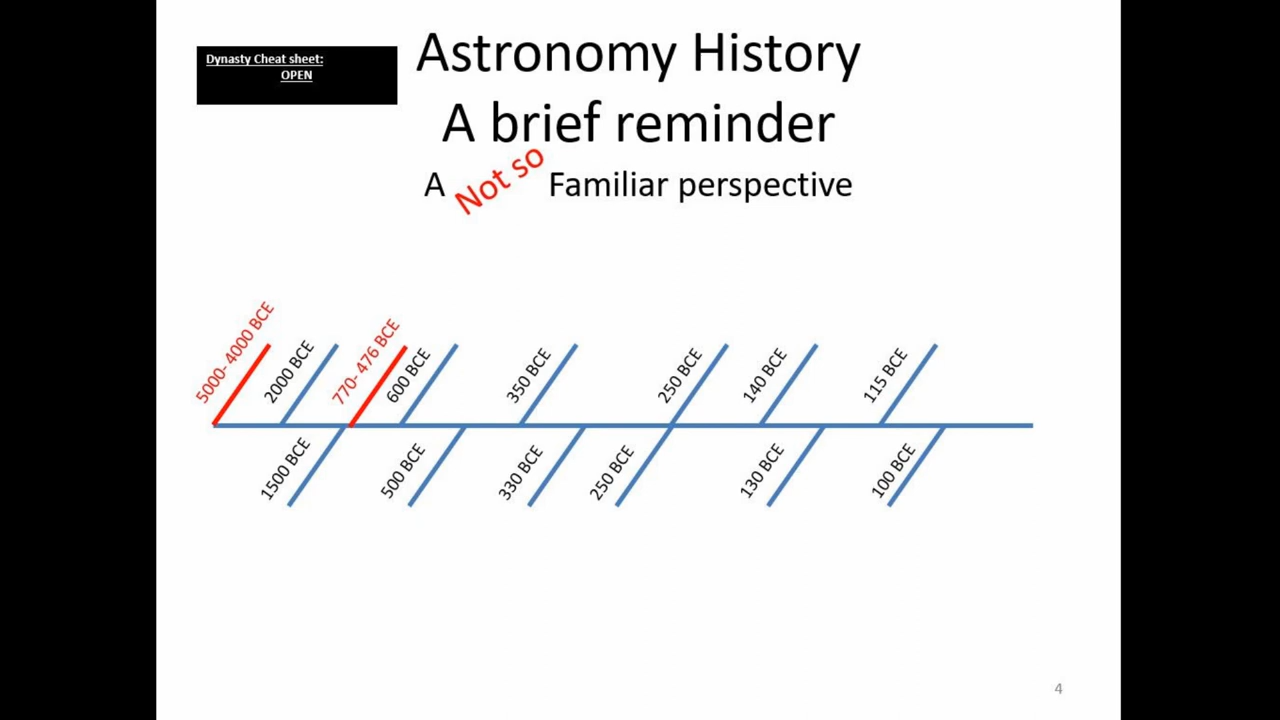 Dynasty Cheat sheet:
OPEN
Astronomy History
A brief reminder
A Not so Familiar perspective
5000- 4000 BCE
2000 BCE
770- 476 BCE
600 BCE
350 BCE
250 BCE
140 BCE
115 BCE
1500 BCE
500 BCE
330 BCE
250 BCE
130 BCE
100 BCE
4